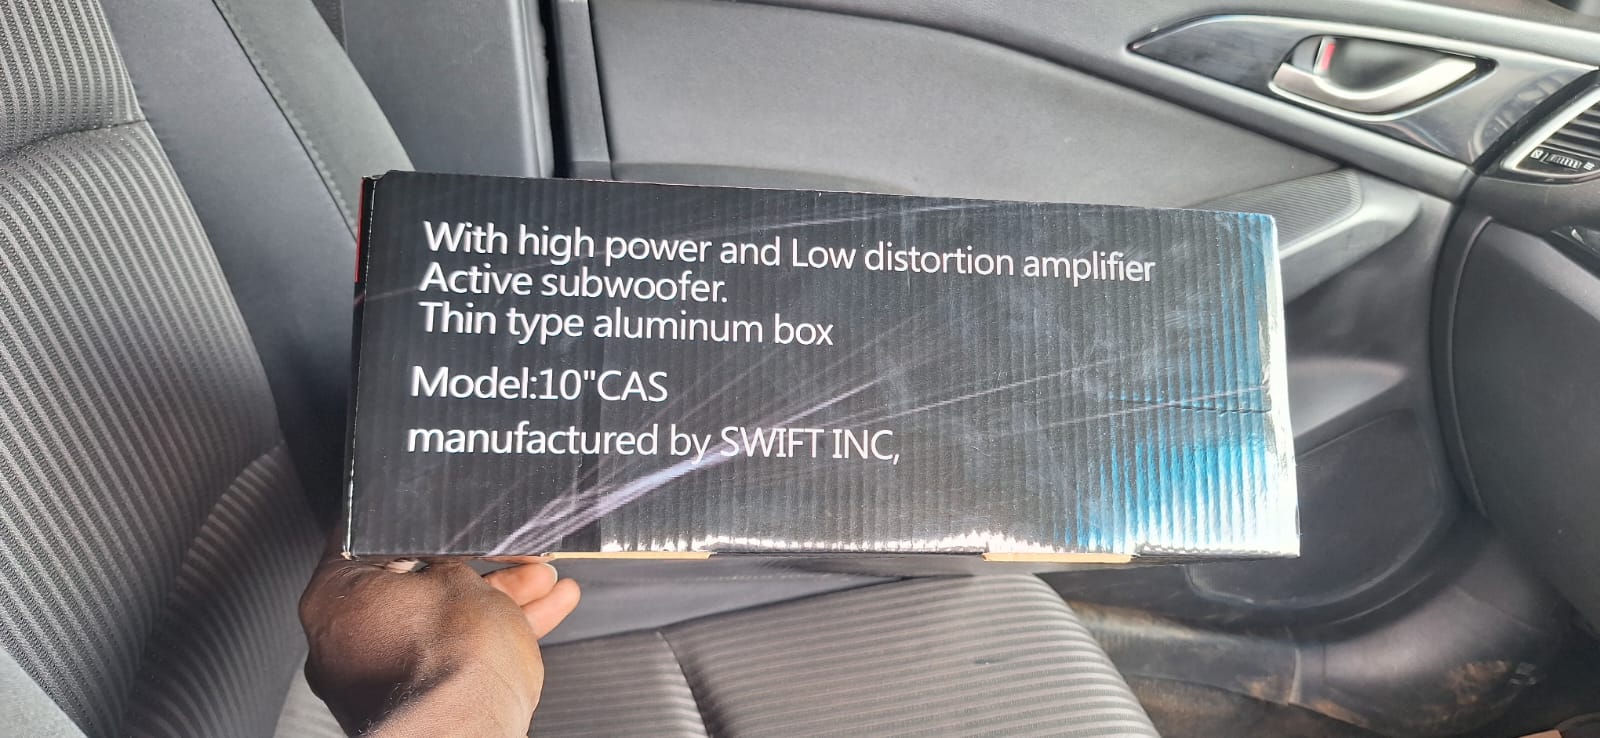 With high power and Low distortion amplifier
Active subwoofer.
Thin type aluminum box
Model:10"CAS
manufactured by SWIFT INC,